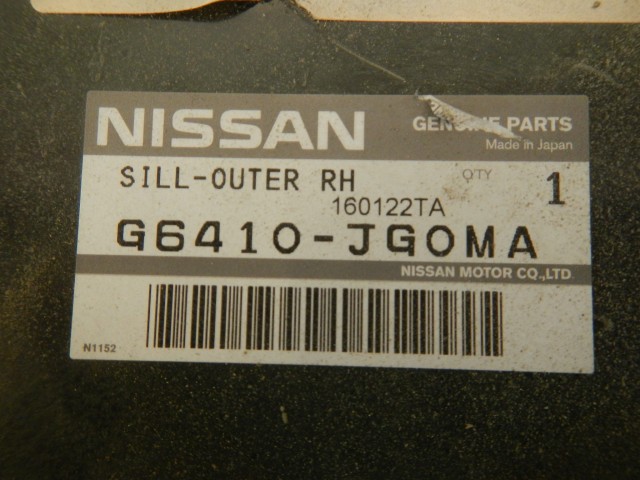 NISSAN
GENUINE PARTS
Made in Japan
SILL-OUTER RH
QTY 1
160122TA
G6410-JG0MA
NISSAN MOTOR CO.,LTD.
N1152